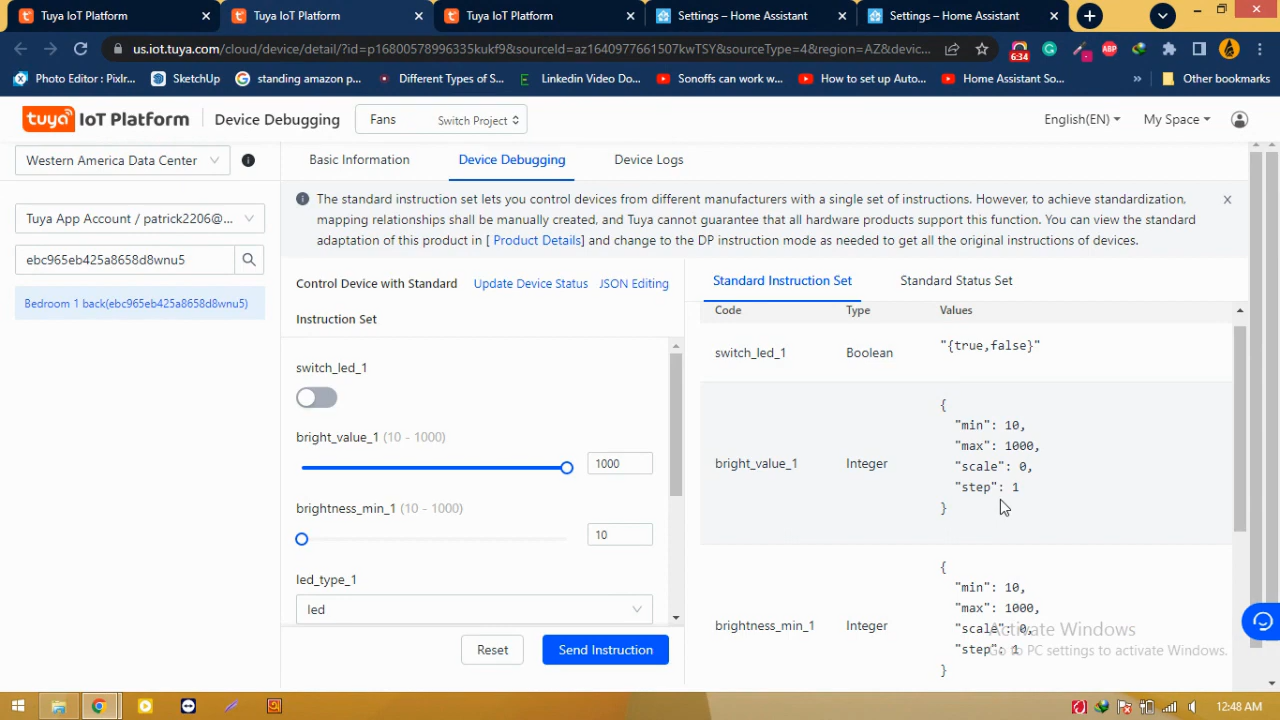 Tuya IoT Platform
Tuya IoT Platform
Tuya IoT Platform
Settings – Home Assistant
Settings – Home Assistant
us.iot.tuya.com/cloud/device/detail/?id=p16800578996335kukf9&sourceId=az1640977661507kwTSY&sourceType=4&region=AZ&devic...
6:34
ABP
Photo Editor : Pixlr...
SketchUp
standing amazon p...
Different Types of S...
Linkedin Video Do...
Sonoffs can work w...
How to set up Auto...
Home Assistant So...
»
Other bookmarks
tuya IoT Platform
Device Debugging
Fans
Switch Project
English(EN)
My Space
Western America Data Center
Basic Information
Device Debugging
Device Logs
The standard instruction set lets you control devices from different manufacturers with a single set of instructions. However, to achieve standardization,
mapping relationships shall be manually created, and Tuya cannot guarantee that all hardware products support this function. You can view the standard
adaptation of this product in [ Product Details] and change to the DP instruction mode as needed to get all the original instructions of devices.
Tuya App Account / patrick2206@...
ebc965eb425a8658d8wnu5
Bedroom 1 back(ebc965eb425a8658d8wnu5)
Control Device with Standard
Instruction Set
Update Device Status
JSON Editing
switch_led_1
bright_value_1 (10 - 1000)
1000
brightness_min_1 (10 - 1000)
10
led_type_1
led
Reset
Send Instruction
Standard Instruction Set
Standard Status Set
Code Type Values
switch_led_1 Boolean "{true,false}"
bright_value_1 Integer
{
"min": 10,
"max": 1000,
"scale": 0,
"step": 1
}
brightness_min_1 Integer
{
"min": 10,
"max": 1000,
"scale": 0,
"step": 1
}
Activate Windows
Go to PC settings to activate Windows.
12:48 AM